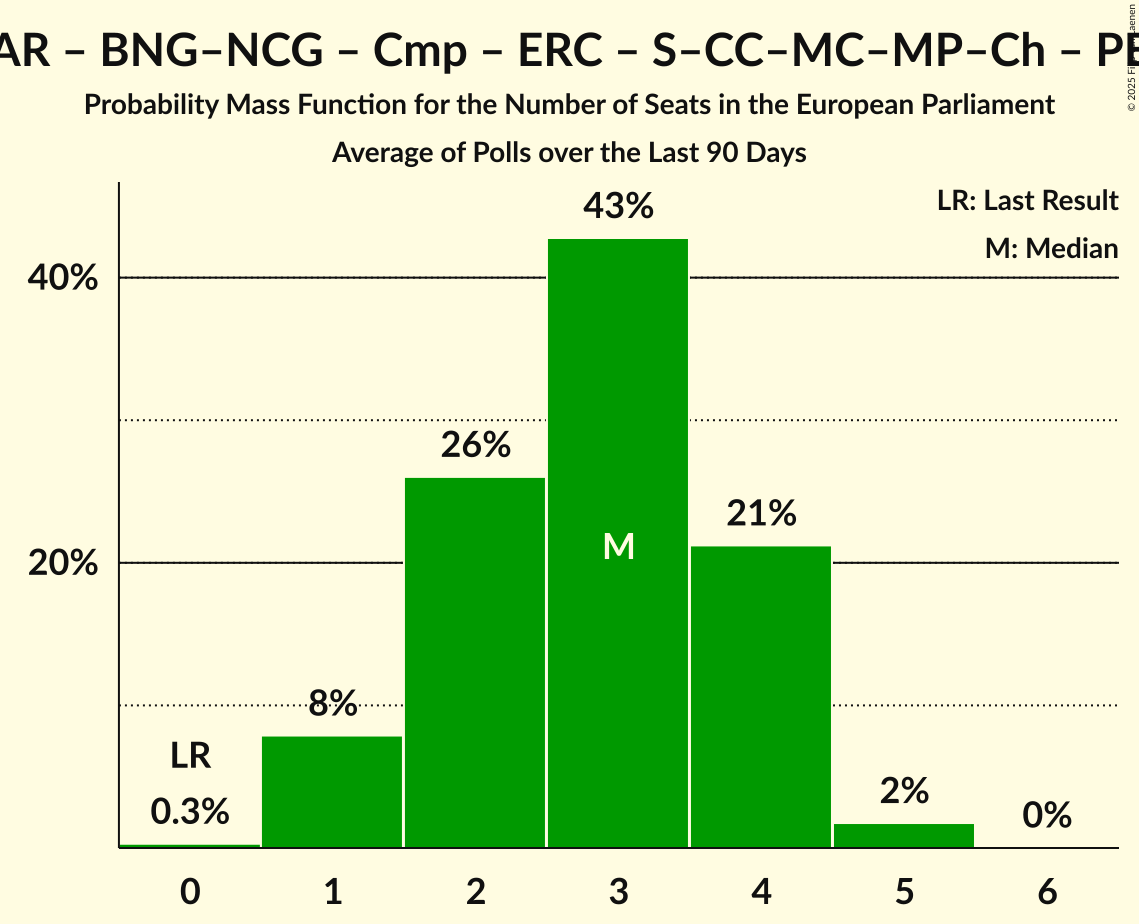 AR – BNG–NCG – Cmp – ERC – S–CC–MC–MP–Ch –
Probability Mass Function for the Number of Seats in the European Parliament
Average of Polls over the Last 90 Days
© 2025
LR: Last Result
M: Median
43%
40%
26%
21%
M
20%
8%
LR
0.3%
2%
0%
0 1 2 3 4 5 6